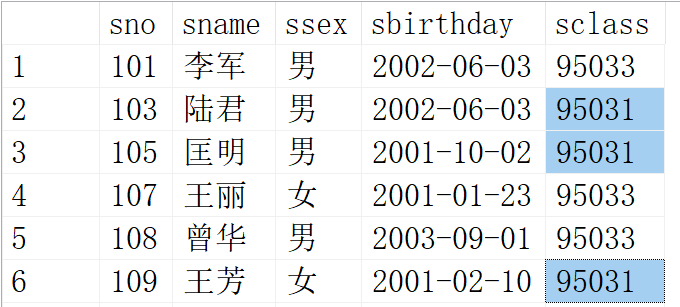 sno sname ssex sbirthday sclass
1 101 李军 男 2002-06-03 95033
2 103 陆君 男 2002-06-03 95031
3 105 匡明 男 2001-10-02 95031
4 107 王丽 女 2001-01-23 95033
5 108 曾华 男 2003-09-01 95033
6 109 王芳 女 2001-02-10 95031